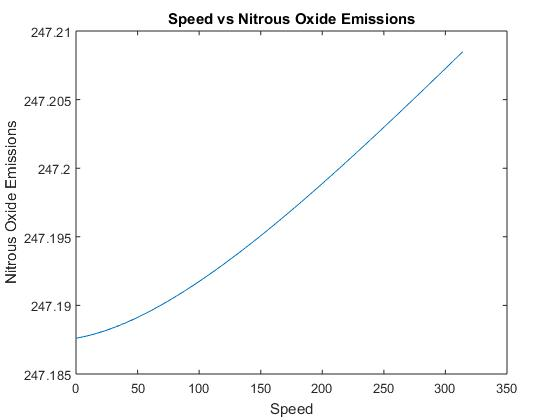 Speed vs Nitrous Oxide Emissions
247.21
247.205
247.2
247.195
247.19
247.185
Nitrous Oxide Emissions
0 50 100 150 200 250 300 350
Speed